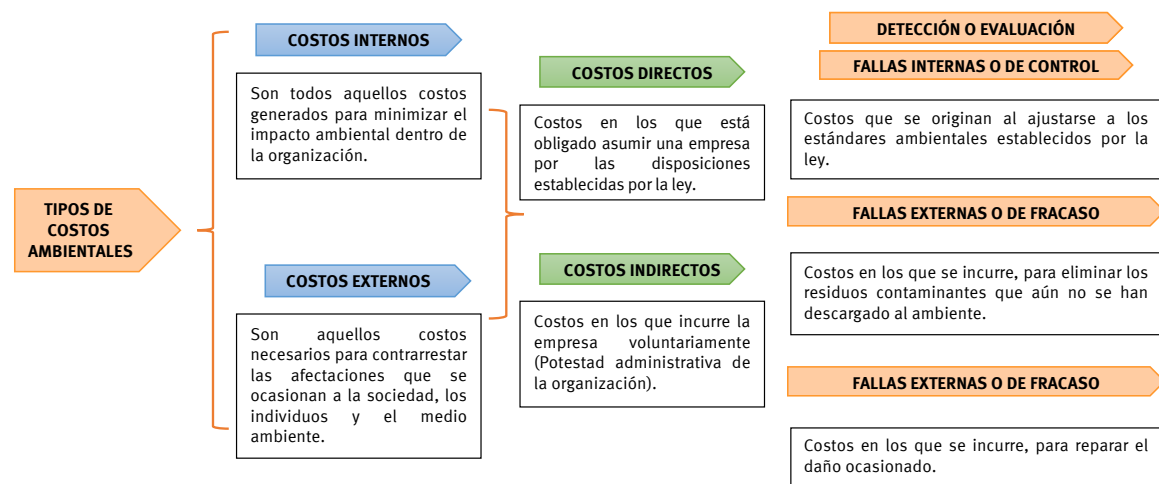 TIPOS DE
COSTOS
AMBIENTALES
COSTOS INTERNOS
Son todos aquellos costos
generados para minimizar el
impacto ambiental dentro de
la organización.
COSTOS EXTERNOS
Son aquellos costos
necesarios para contrarrestar
las afectaciones que se
ocasionan a la sociedad, los
individuos y el medio
ambiente.
COSTOS DIRECTOS
Costos en los que está
obligado asumir una empresa
por las disposiciones
establecidas por la ley.
COSTOS INDIRECTOS
Costos en los que incurre la
empresa voluntariamente
(Potestad administrativa de
la organización).
DETECCIÓN O EVALUACIÓN
FALLAS INTERNAS O DE CONTROL
Costos que se originan al ajustarse a los
estándares ambientales establecidos por la
ley.
FALLAS EXTERNAS O DE FRACASO
Costos en los que se incurre, para eliminar los
residuos contaminantes que aún no se han
descargado al ambiente.
FALLAS EXTERNAS O DE FRACASO
Costos en los que se incurre, para reparar el
daño ocasionado.